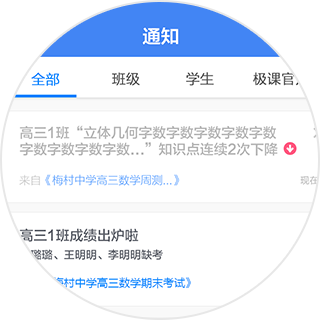 通知
全部 班级 学生 极课官
高三1班“立体几何字数字数字数字数字数
字数字数字数字数...”知识点连续2次下降
来自《梅村中学高三数学周测...》 现在
高三1班成绩出炉啦
璐璐、王明明、李明明缺考
《梅村中学高三数学期末考试》